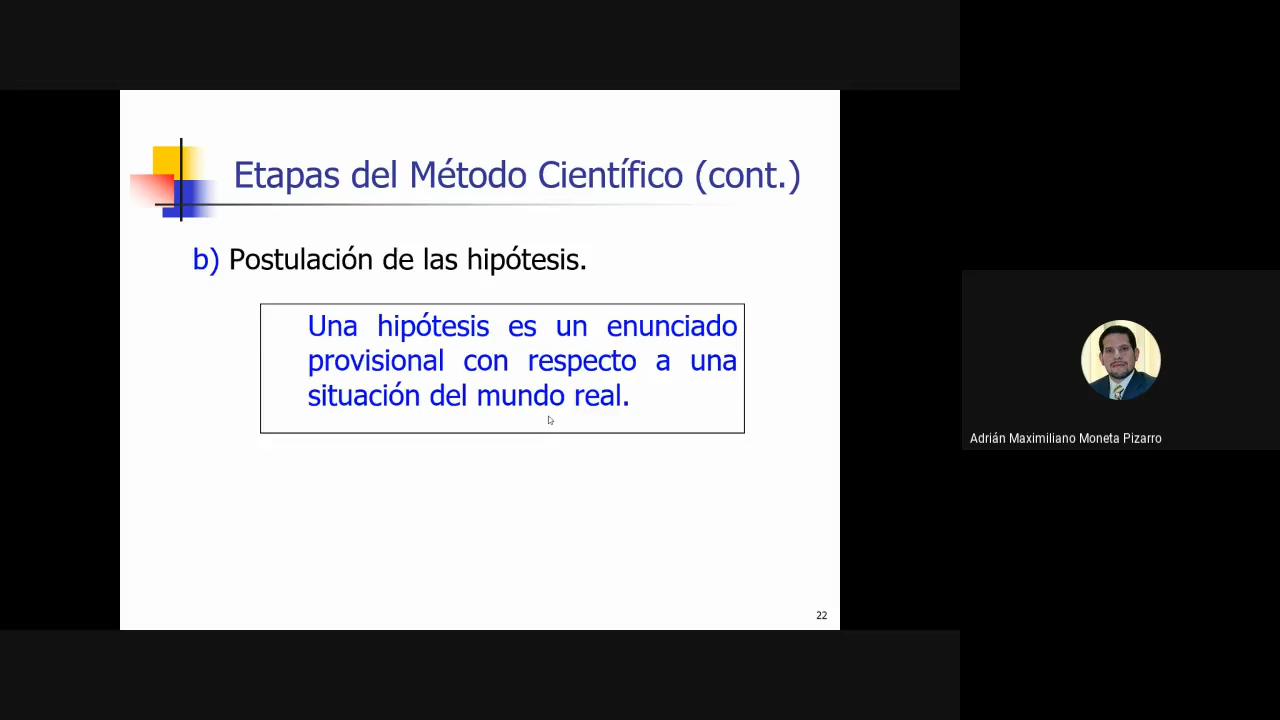 Etapas del Método Científico (cont.)
b) Postulación de las hipótesis.
Una hipótesis es un enunciado
provisional con respecto a una
situación del mundo real.
22
Adrián Maximiliano Moneta Pizarro